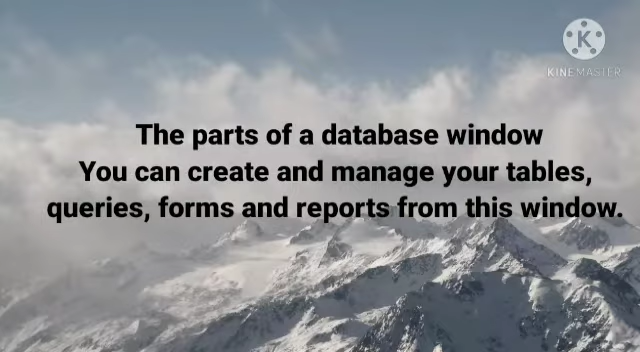 K
KINEMASTER
The parts of a database window
You can create and manage your tables,
queries, forms and reports from this window.